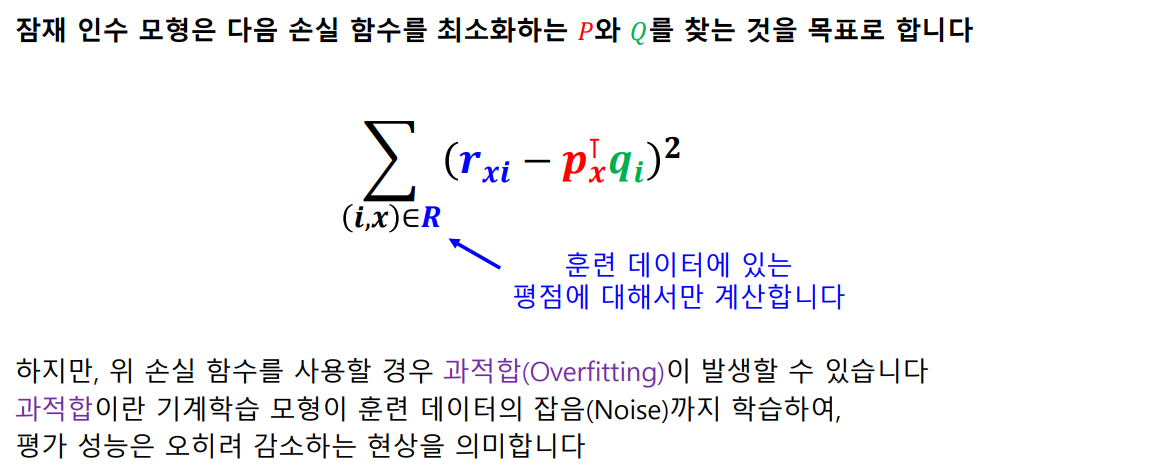 잠재 인수 모형은 다음 손실 함수를 최소화하는 P와 Q를 찾는 것을 목표로 합니다
∑ (r_{xi} − p_x^⊤ q_i)^2
(i,x)∈R
훈련 데이터에 있는
평점에 대해서만 계산합니다
하지만, 위 손실 함수를 사용할 경우 과적합(Overfitting)이 발생할 수 있습니다
과적합이란 기계학습 모형이 훈련 데이터의 잡음(Noise)까지 학습하여,
평가 성능은 오히려 감소하는 현상을 의미합니다